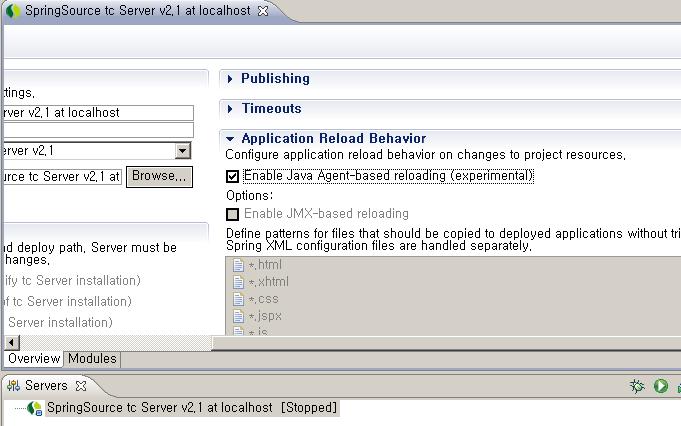 SpringSource tc Server v2.1 at localhost
ttings.
rver v2.1 at localhost
erver v2.1
urce tc Server v2.1 at
Browse...
nd deploy path. Server must be
hanges.
ify tc Server installation)
of tc Server installation)
Server installation)
Publishing
Timeouts
Application Reload Behavior
Configure application reload behavior on changes to project resources.
Enable Java Agent-based reloading (experimental)
Options:
Enable JMX-based reloading
Define patterns for files that should be copied to deployed applications without tri
Spring XML configuration files are handled separately.
*.html
*.xhtml
*.css
*.jspx
*.js
Overview Modules
Servers
SpringSource tc Server v2.1 at localhost [Stopped]